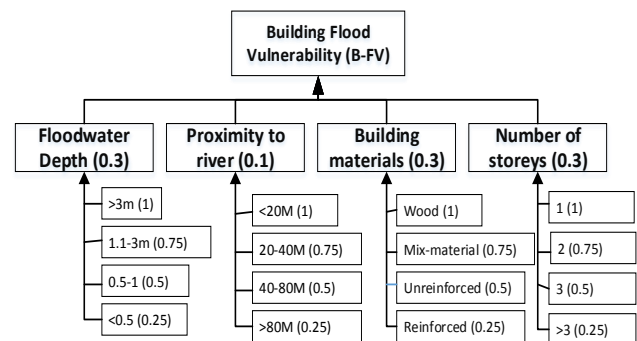 Building Flood
Vulnerability (B-FV)
Floodwater
Depth (0.3)
Proximity to
river (0.1)
Building
materials (0.3)
Number of
storeys (0.3)
>3m (1)
1.1-3m (0.75)
0.5-1 (0.5)
<0.5 (0.25)
<20M (1)
20-40M (0.75)
40-80M (0.5)
>80M (0.25)
Wood (1)
Mix-material (0.75)
Unreinforced (0.5)
Reinforced (0.25)
1 (1)
2 (0.75)
3 (0.5)
>3 (0.25)